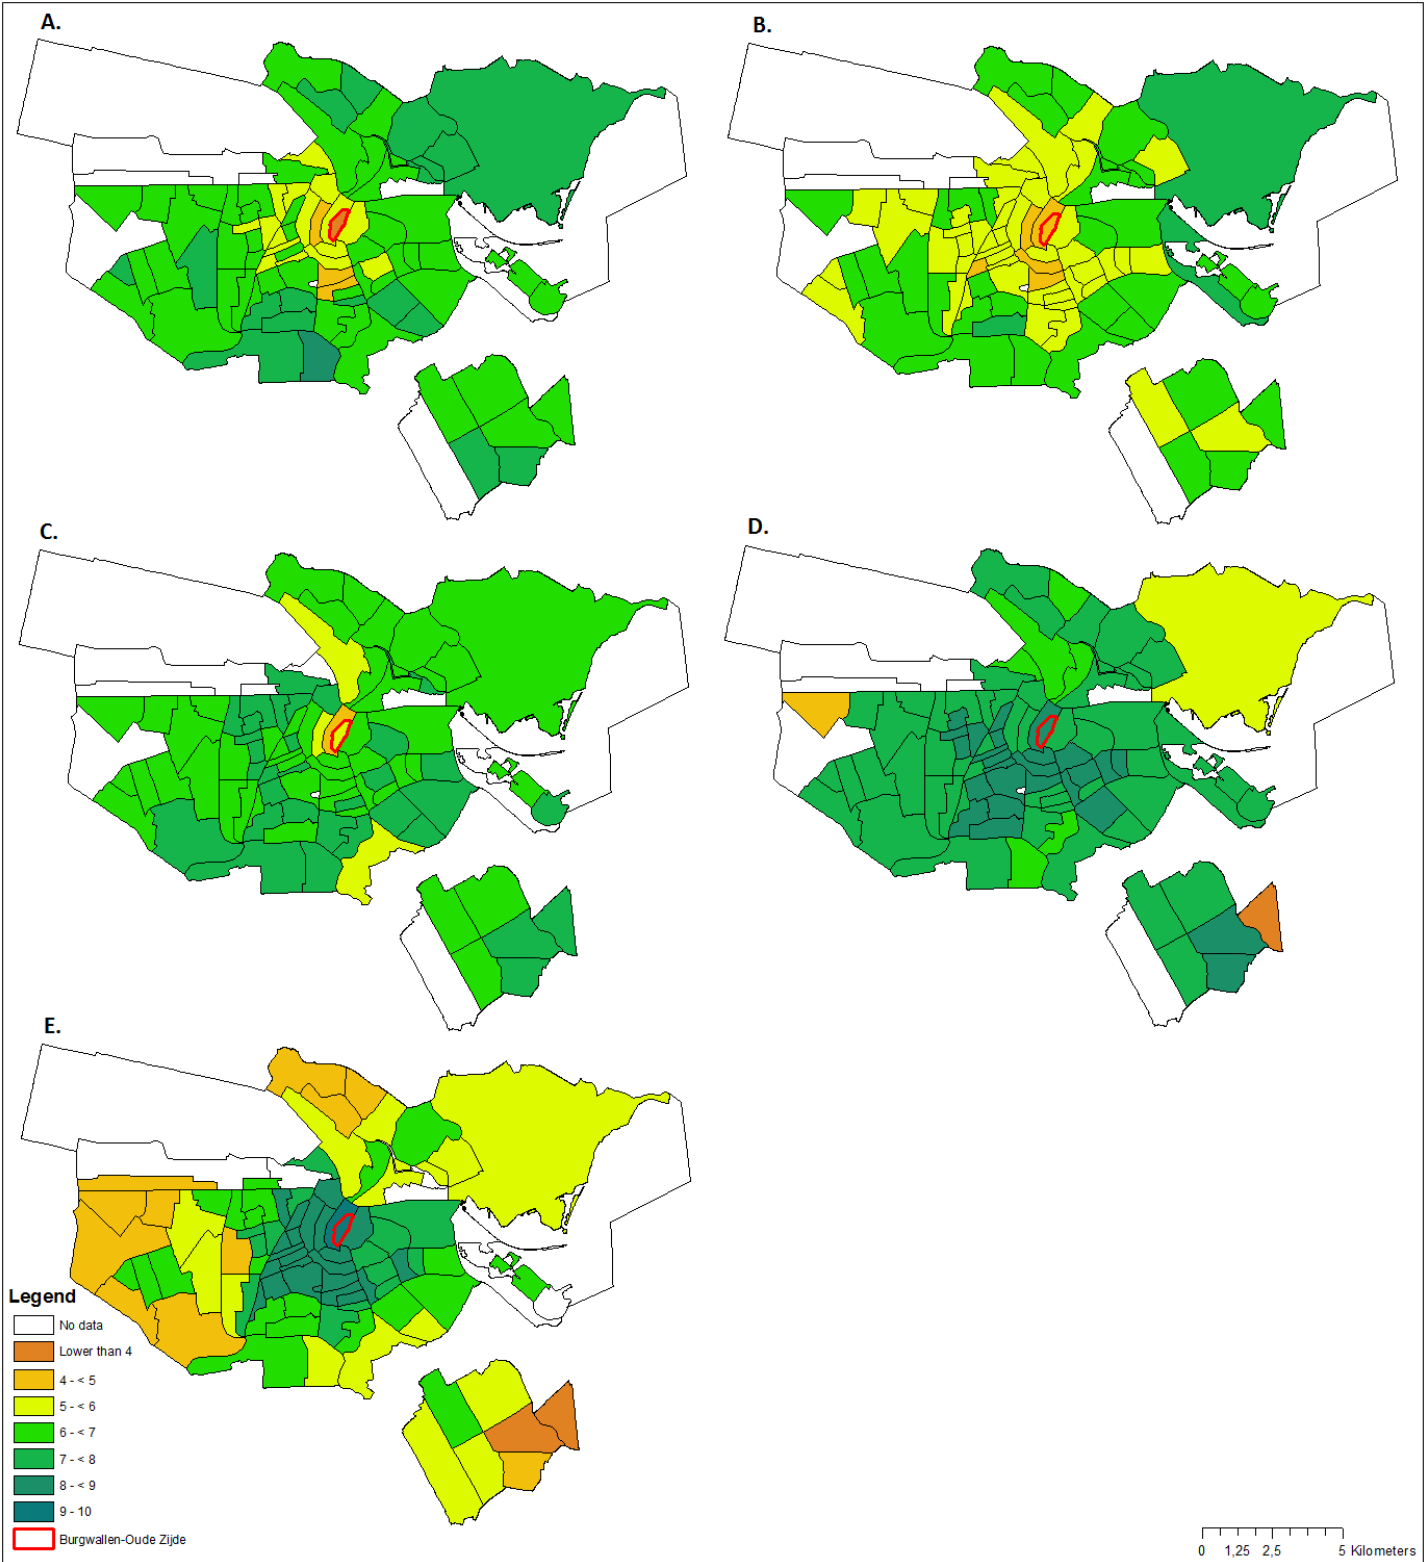 A.
B.
C.
D.
E.
Legend
No data
Lower than 4
4 - < 5
5 - < 6
6 - < 7
7 - < 8
8 - < 9
9 - 10
Burgwallen-Oude Zijde
0 1,25 2,5 5 Kilometers